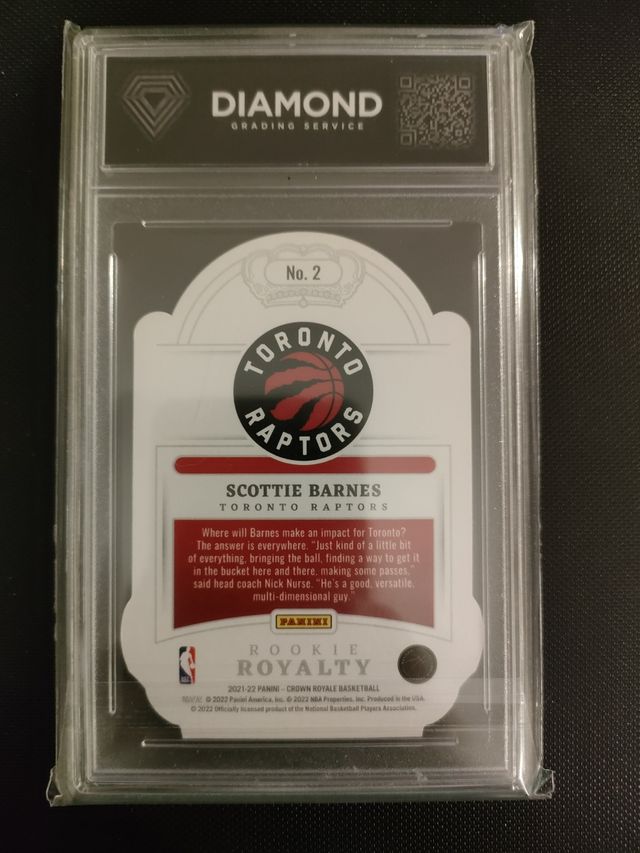 DIAMOND
GRADING SERVICE
No. 2
TORONTO
RAPTORS
SCOTTIE BARNES
TORONTO RAPTORS
Where will Barnes make an impact for Toronto?
The answer is everywhere. "Just kind of a little bit
of everything, bringing the ball, finding a way to get it
in the bucket here and there, making some passes,"
said head coach Nick Nurse. "He's a good, versatile,
multi-dimensional guy."
PANINI
ROOKIE
ROYALTY
2021-22 PANINI – CROWN ROYALE BASKETBALL
© 2022 Panini America, Inc. © 2022 NBA Properties, Inc. Produced in the USA.
© 2022 Officially licensed product of the National Basketball Players Association.